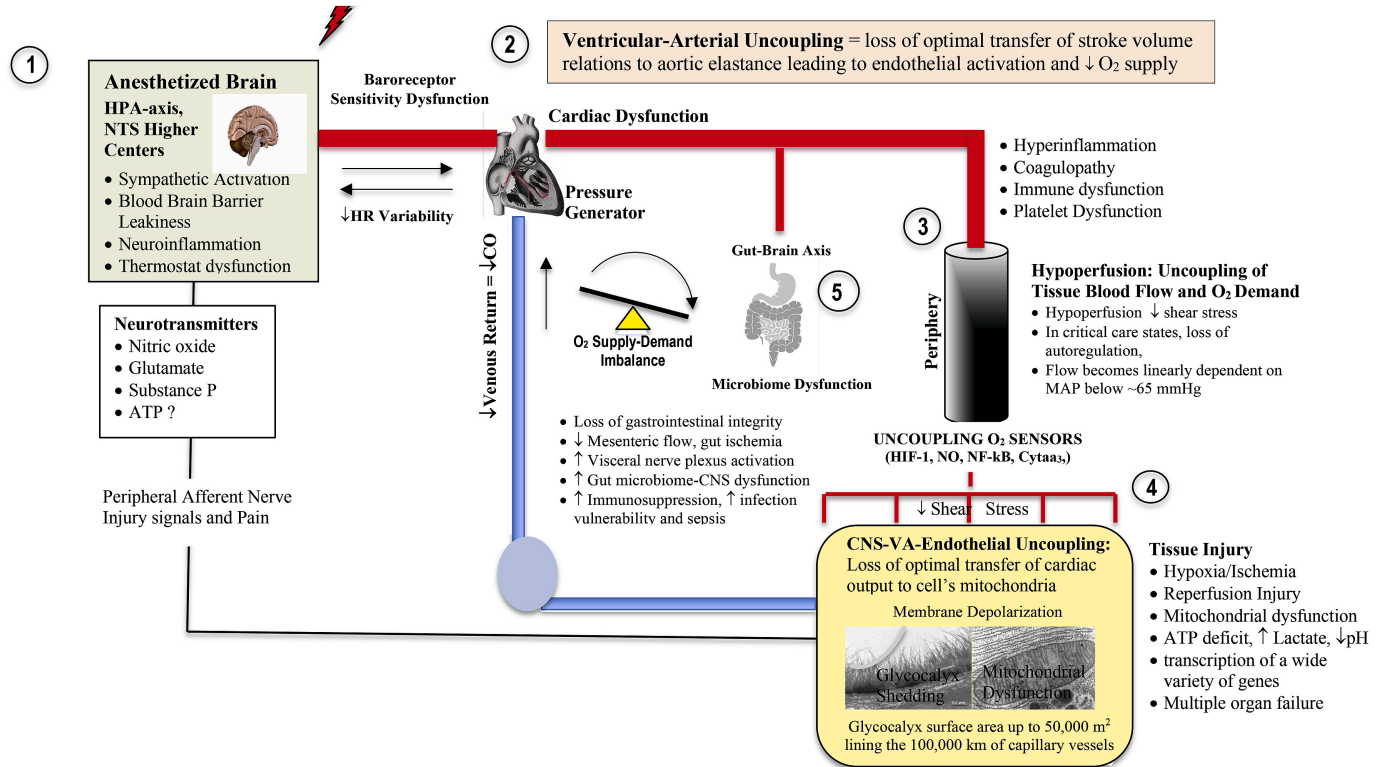 1
Anesthetized Brain
HPA-axis,
NTS Higher
Centers
• Sympathetic Activation
• Blood Brain Barrier
Leakiness
• Neuroinflammation
• Thermostat dysfunction
Neurotransmitters
• Nitric oxide
• Glutamate
• Substance P
• ATP ?
Peripheral Afferent Nerve
Injury signals and Pain
Baroreceptor
Sensitivity Dysfunction
↓HR Variability
2
Ventricular-Arterial Uncoupling = loss of optimal transfer of stroke volume
relations to aortic elastance leading to endothelial activation and ↓ O₂ supply
Cardiac Dysfunction
Pressure
Generator
↓Venous Return = ↓CO
O₂ Supply-Demand
Imbalance
Gut-Brain Axis
5
Microbiome Dysfunction
• Loss of gastrointestinal integrity
• ↓ Mesenteric flow, gut ischemia
• ↑ Visceral nerve plexus activation
• ↑ Gut microbiome-CNS dysfunction
• ↑ Immunosuppression, ↑ infection
vulnerability and sepsis
• Hyperinflammation
• Coagulopathy
• Immune dysfunction
• Platelet Dysfunction
3
Periphery
Hypoperfusion: Uncoupling of
Tissue Blood Flow and O₂ Demand
• Hypoperfusion ↓ shear stress
• In critical care states, loss of
autoregulation,
• Flow becomes linearly dependent on
MAP below ~65 mmHg
UNCOUPLING O₂ SENSORS
(HIF-1, NO, NF-kB, Cytaa₃,)
4
↓ Shear Stress
CNS-VA-Endothelial Uncoupling:
Loss of optimal transfer of cardiac
output to cell’s mitochondria
Membrane Depolarization
Glycocalyx
Shedding
Mitochondrial
Dysfunction
Glycocalyx surface area up to 50,000 m²
lining the 100,000 km of capillary vessels
Tissue Injury
• Hypoxia/Ischemia
• Reperfusion Injury
• Mitochondrial dysfunction
• ATP deficit, ↑ Lactate, ↓pH
• transcription of a wide
variety of genes
• Multiple organ failure